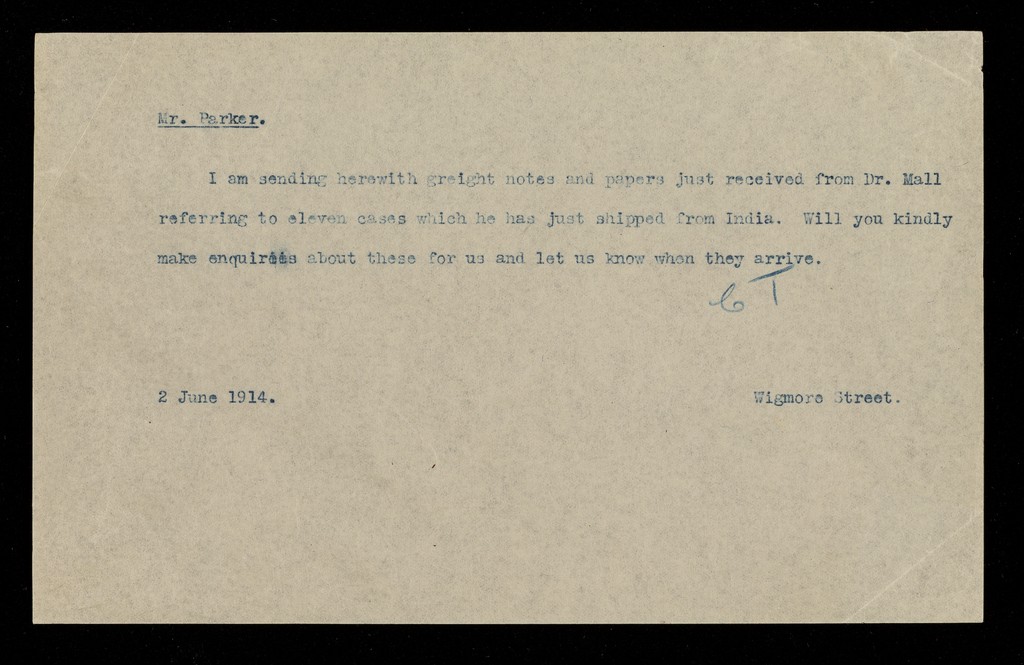 Mr. Parker.
I am sending herewith greight notes and papers just received from Dr. Mall
referring to eleven cases which he has just shipped from India. Will you kindly
make enquiries about these for us and let us know when they arrive.
CT
2 June 1914. Wigmore Street.